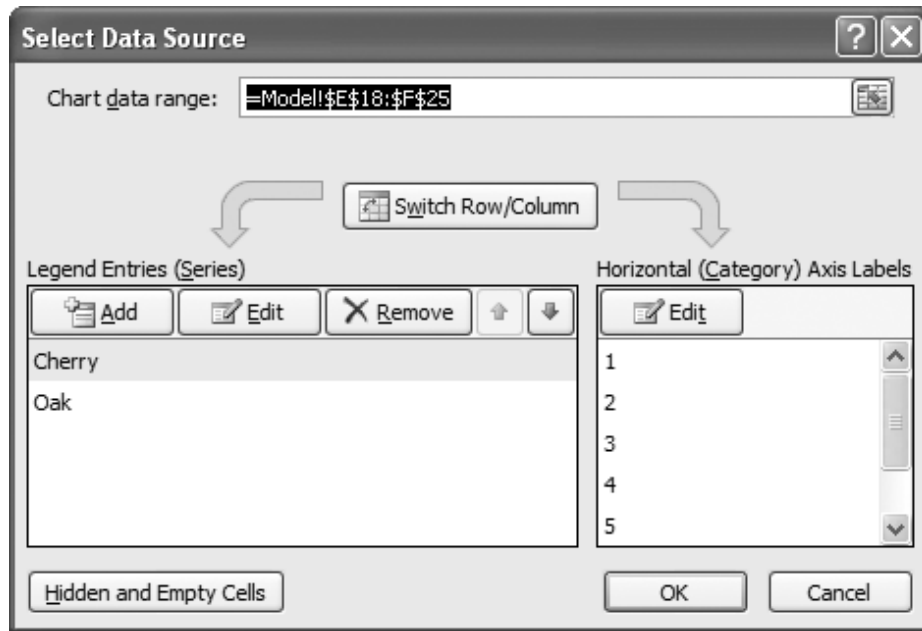 Select Data Source
Chart data range: =Model!$E$18:$F$25
Switch Row/Column
Legend Entries (Series)
Horizontal (Category) Axis Labels
Add Edit Remove
Edit
Cherry
Oak
1
2
3
4
5
Hidden and Empty Cells
OK Cancel